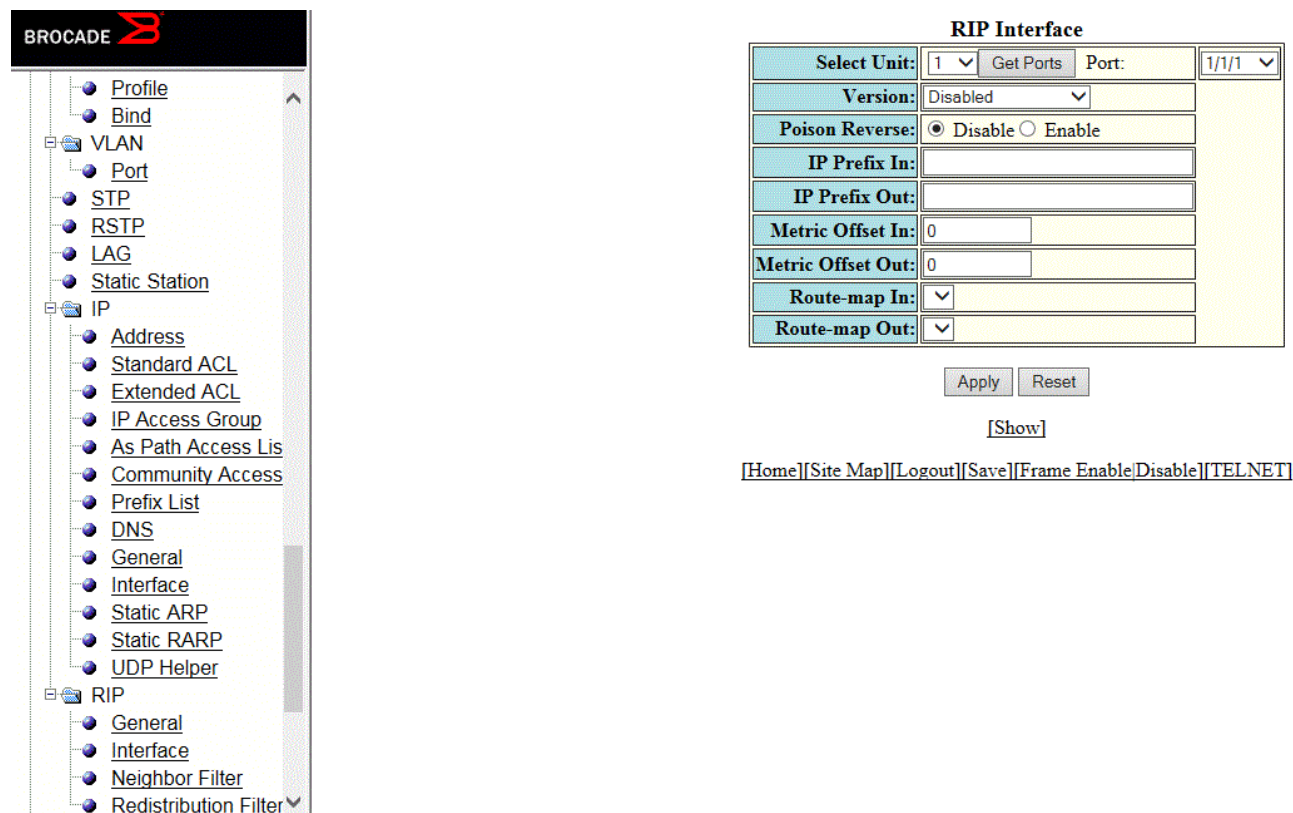 BROCADE
Profile
Bind
VLAN
Port
STP
RSTP
LAG
Static Station
IP
Address
Standard ACL
Extended ACL
IP Access Group
As Path Access Lis
Community Access
Prefix List
DNS
General
Interface
Static ARP
Static RARP
UDP Helper
RIP
General
Interface
Neighbor Filter
Redistribution Filter
RIP Interface
Select Unit: 1 Get Ports Port: 1/1/1
Version: Disabled
Poison Reverse: Disable Enable
IP Prefix In:
IP Prefix Out:
Metric Offset In: 0
Metric Offset Out: 0
Route-map In:
Route-map Out:
Apply Reset
[Show]
[Home][Site Map][Logout][Save][Frame Enable|Disable][TELNET]